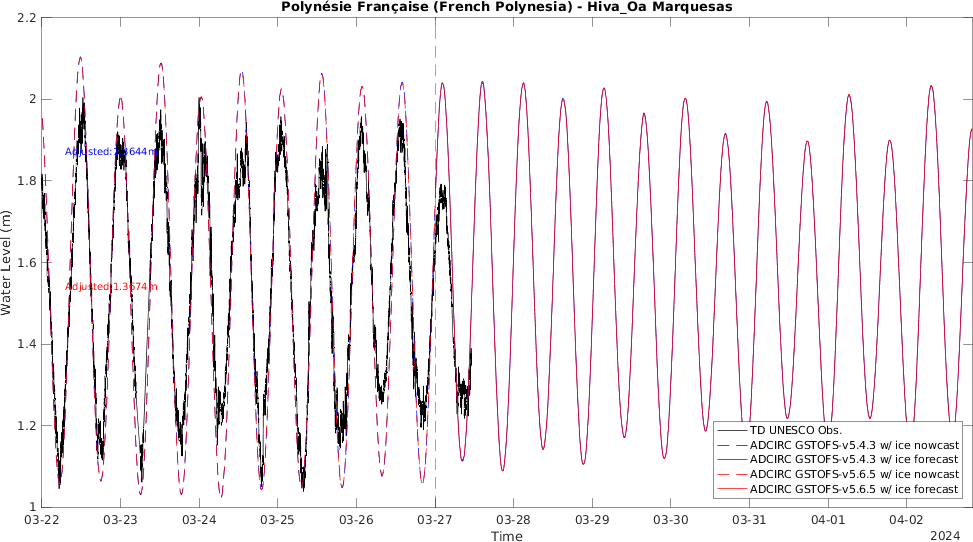 Polynésie Française (French Polynesia) - Hiva_Oa Marquesas
2.2
2
1.8
1.6
1.4
1.2
1
Water Level (m)
Adjusted:1.3674m
TD UNESCO Obs.
ADCIRC GSTOFS-v5.4.3 w/ ice nowcast
ADCIRC GSTOFS-v5.4.3 w/ ice forecast
ADCIRC GSTOFS-v5.6.5 w/ ice nowcast
ADCIRC GSTOFS-v5.6.5 w/ ice forecast
03-22 03-23 03-24 03-25 03-26 03-27 03-28 03-29 03-30 03-31 04-01 04-02
Time
2024